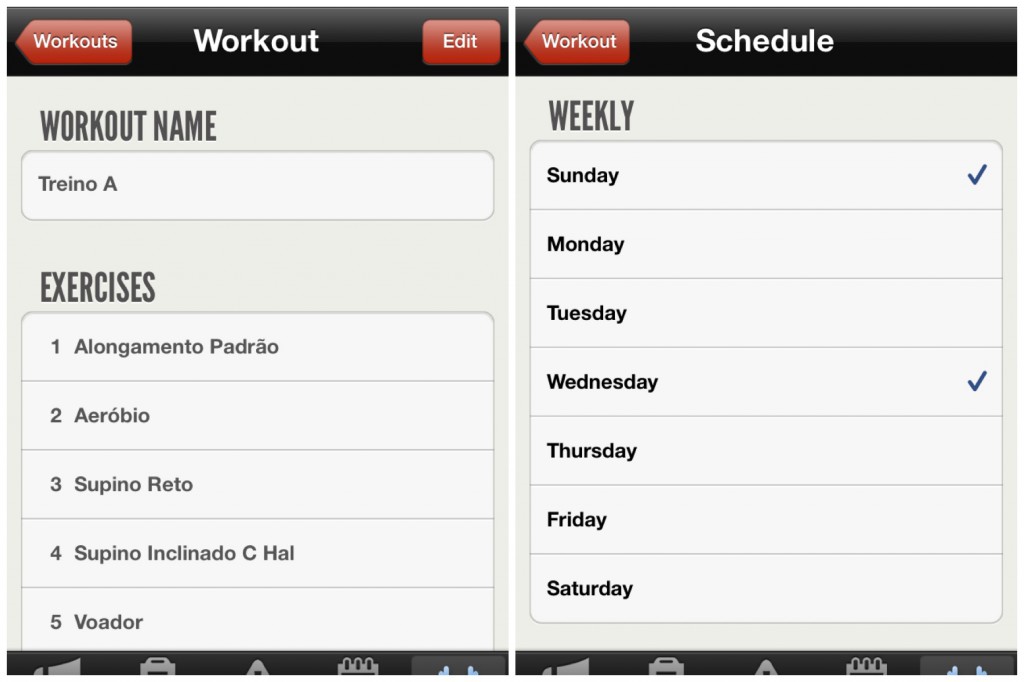 Workouts
Workout
Edit
WORKOUT NAME
Treino A
EXERCISES
1 Alongamento Padrão
2 Aeróbio
3 Supino Reto
4 Supino Inclinado C Hal
5 Voador
Workout
Schedule
WEEKLY
Sunday
Monday
Tuesday
Wednesday
Thursday
Friday
Saturday